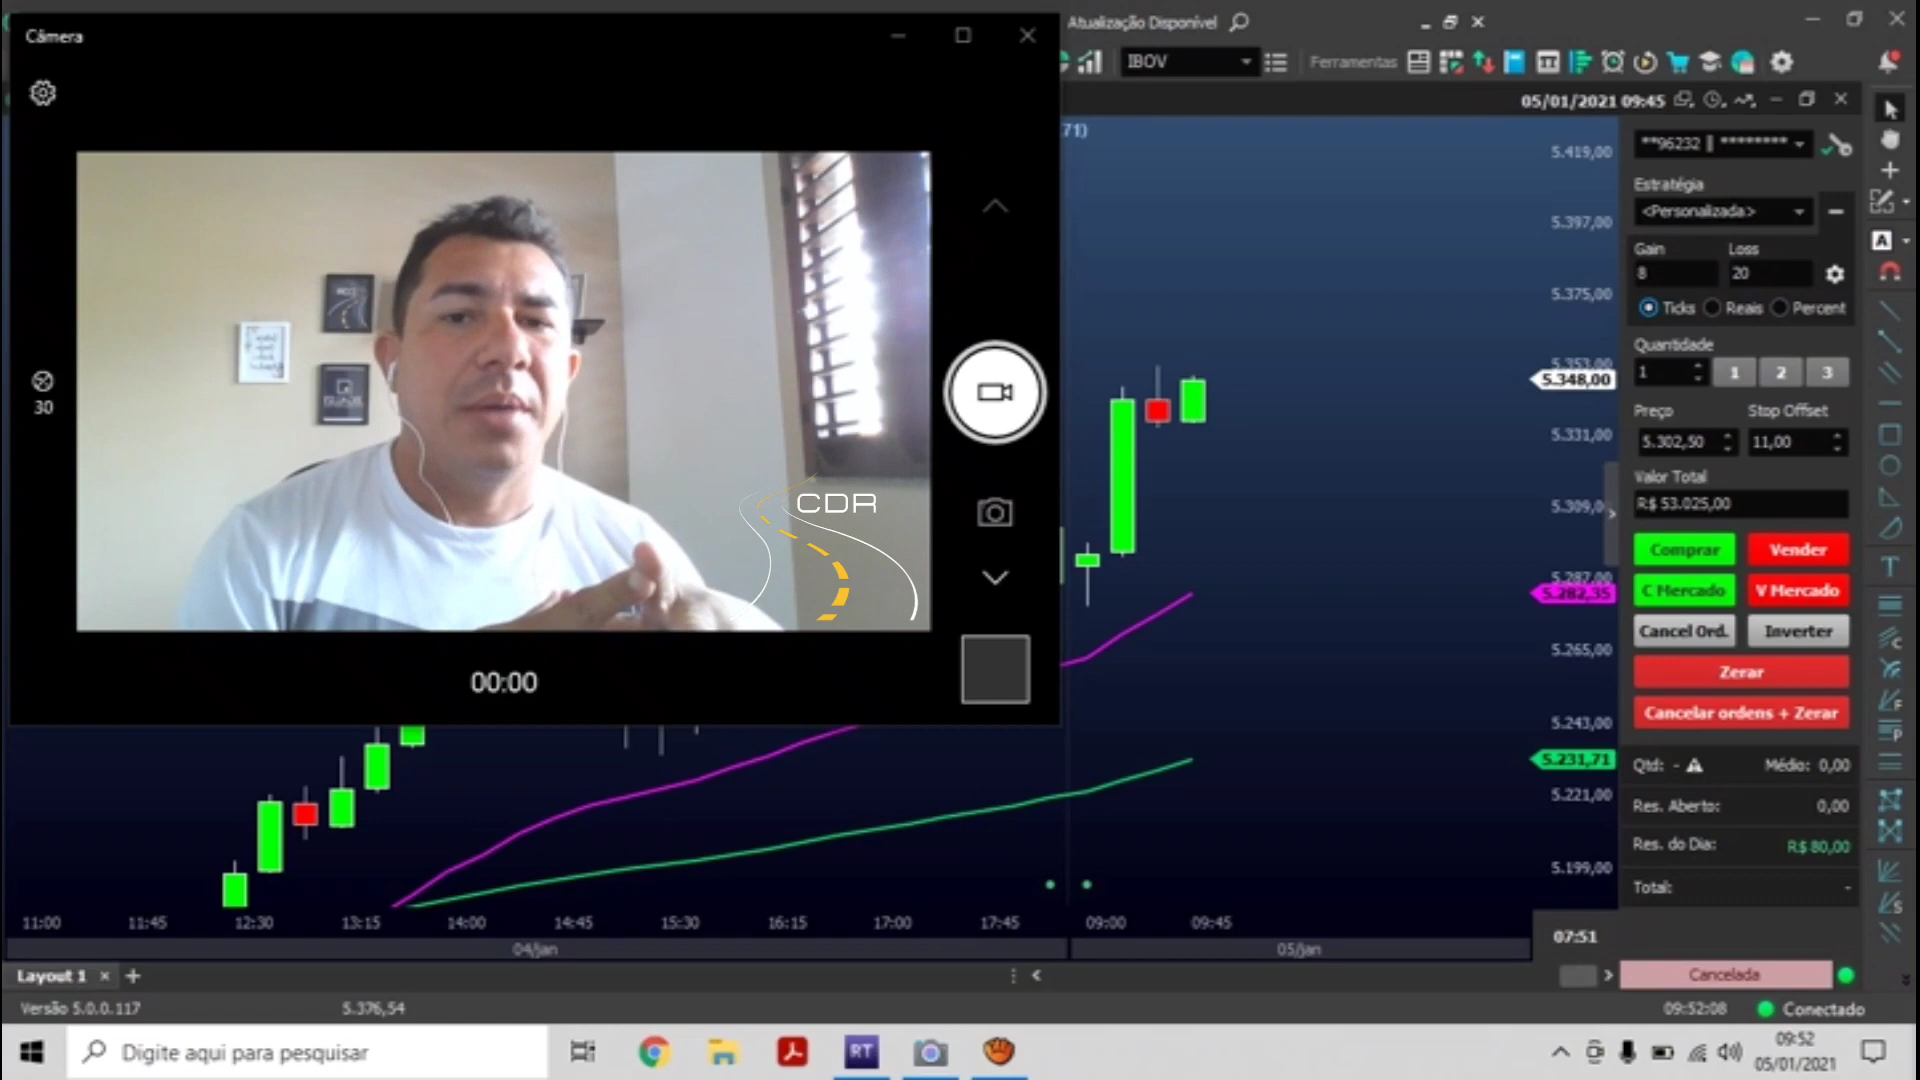 Câmera
Atualização Disponível
IBOV
Ferramentas
05/01/2021 09:45
71)
5.419,00
**96232 | ********
Estratégia
<Personalizada>
5.397,00
Gain
Loss
8
20
5.375,00
Ticks
Reais
Percent
Quantidade
5.353,00
5.348,00
1
1
2
3
30
Preço
Stop Offset
5.331,00
5.302,50
11,00
Valor Total
CDR
5.309,0
R$ 53.025,00
Comprar
Vender
5.287,00
5.282,35
C Mercado
V Mercado
Cancel Ord.
Inverter
5.265,00
Zerar
00:00
Cancelar ordens + Zerar
5.243,00
5.231,71
Qtd: -
Médio: 0,00
5.221,00
Res. Aberto:
0,00
Res. do Dia:
R$ 80,00
5.199,00
Total:
-
11:00
11:45
12:30
13:15
14:00
14:45
15:30
16:15
17:00
17:45
09:00
09:45
07:51
04/jan
05/jan
Layout 1
Cancelada
Versão 5.0.0.117
5.376,54
09:52:08
Conectado
Digite aqui para pesquisar
RT
09:52
05/01/2021